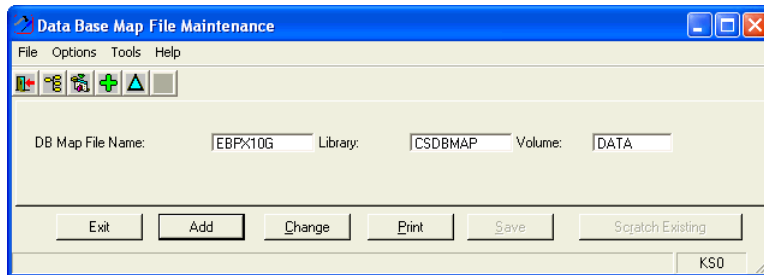 Data Base Map File Maintenance
File Options Tools Help
DB Map File Name: EBPX10G Library: CSDBMAP Volume: DATA
Exit Add Change Print Save Scratch Existing
KS0